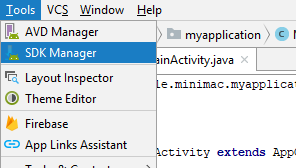 Tools VCS Window Help
AVD Manager
SDK Manager
myapplication
ainActivity.java
Layout Inspector
le.minimac.myapplicat
Theme Editor
Firebase
App Links Assistant
Activity extends AppC